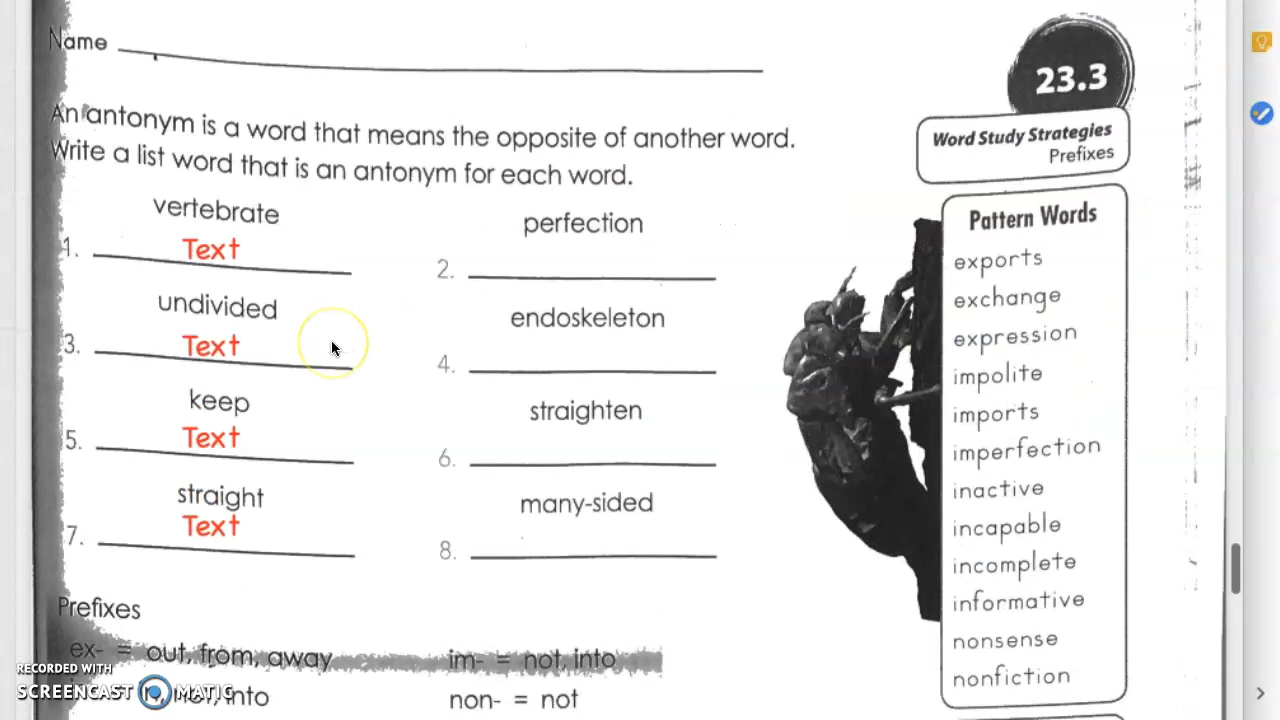 Name
23.3
An antonym is a word that means the opposite of another word.
Write a list word that is an antonym for each word.
Word Study Strategies
Prefixes
vertebrate
perfection
1. Text
2.
undivided
endoskeleton
3. Text
4.
keep
straighten
5. Text
6.
straight
many-sided
7. Text
8.
Pattern Words
exports
exchange
expression
impolite
imports
imperfection
inactive
incapable
incomplete
informative
nonsense
nonfiction
Prefixes
ex- = out, from, away
im- = not, into
not, into
non- = not
RECORDED WITH
SCREENCAST MATIC